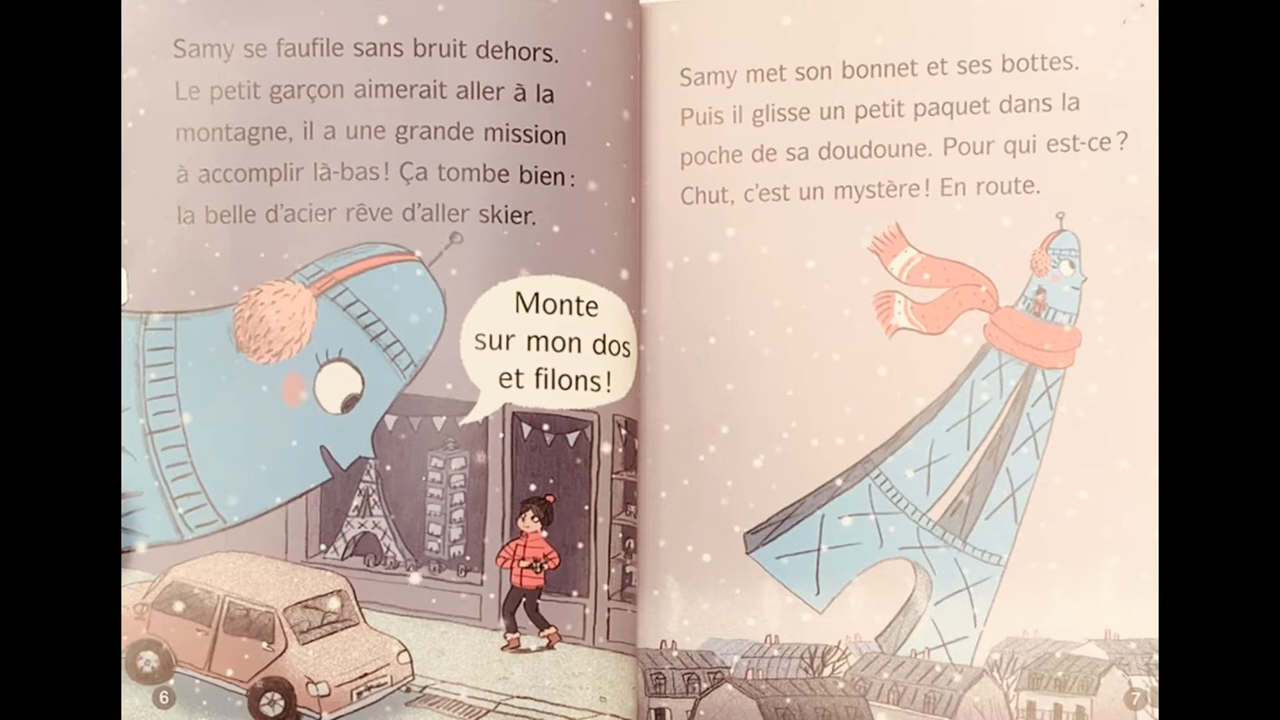 Samy se faufile sans bruit dehors.
Le petit garçon aimerait aller à la
montagne, il a une grande mission
à accomplir là-bas! Ça tombe bien:
la belle d'acier rêve d'aller skier.
Monte
sur mon dos
et filons!
6
Samy met son bonnet et ses bottes.
Puis il glisse un petit paquet dans la
poche de sa doudoune. Pour qui est-ce?
Chut, c'est un mystère! En route.
7